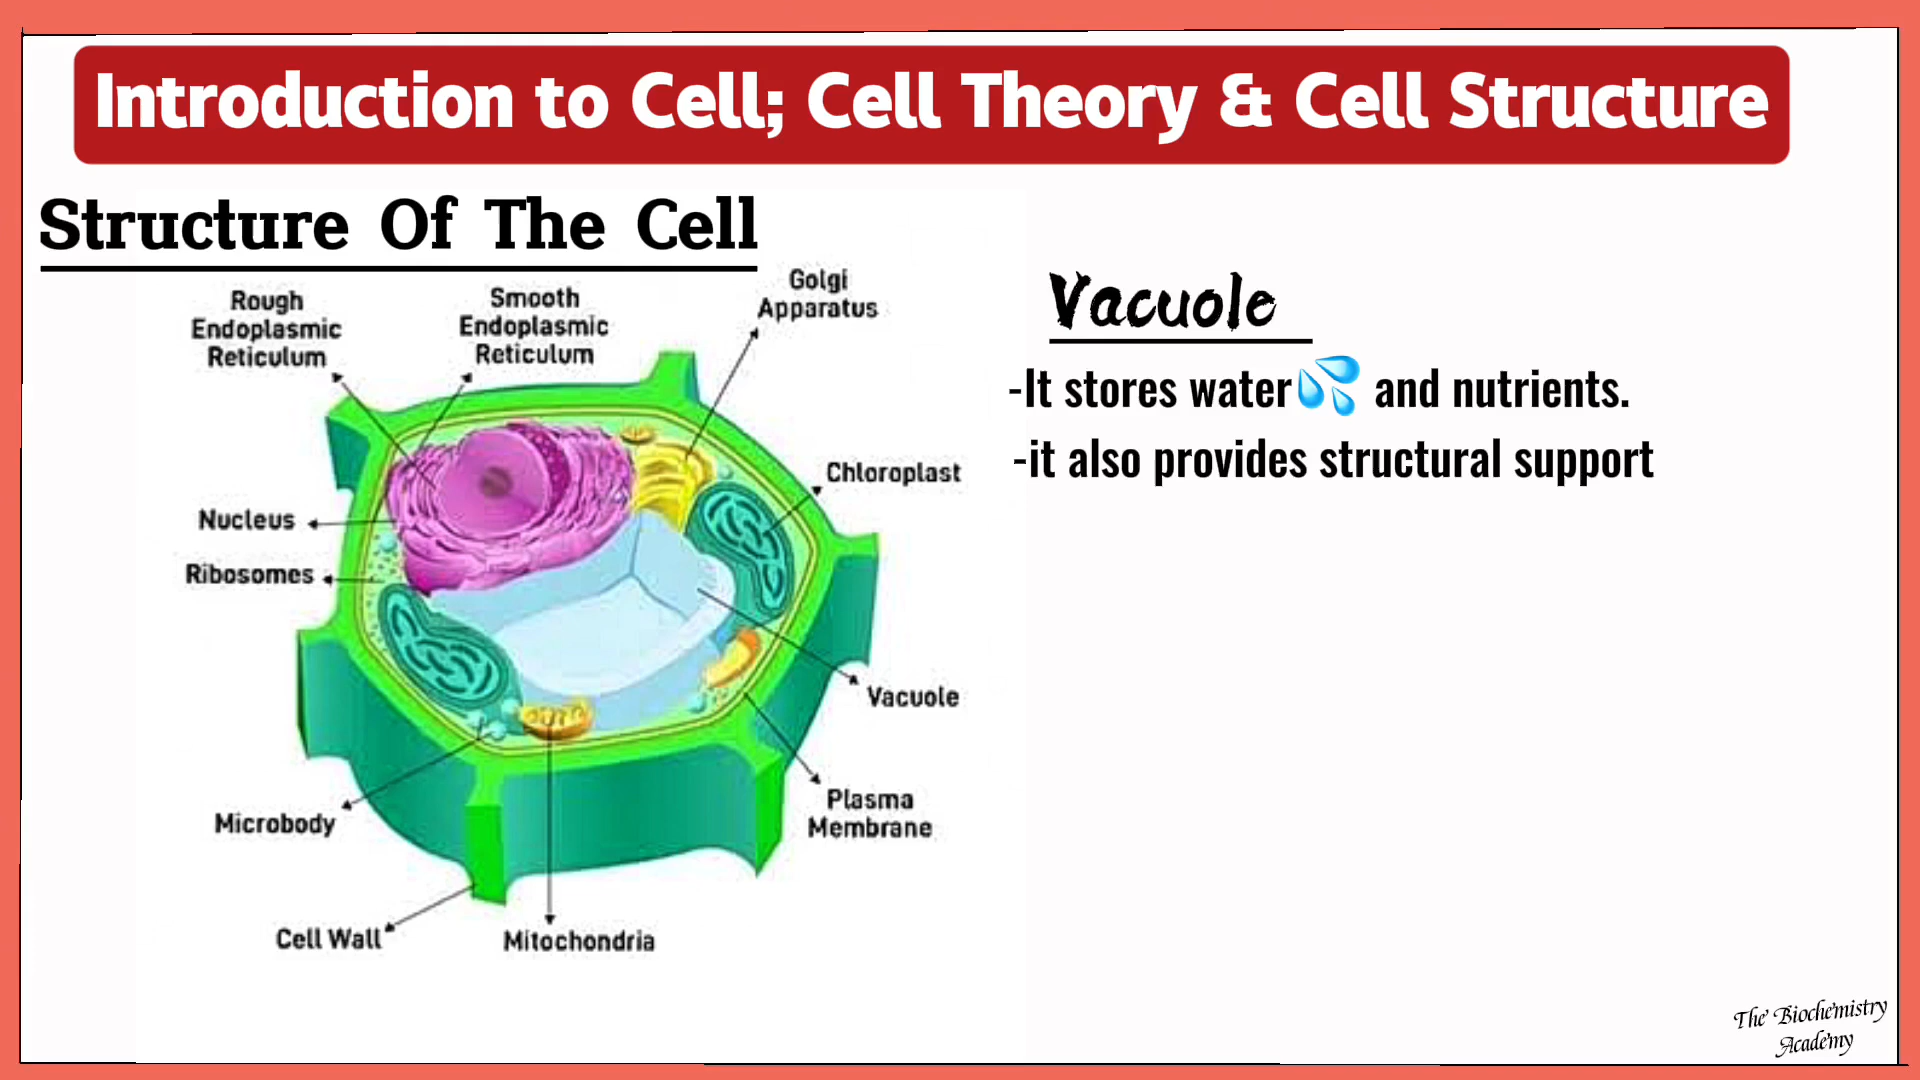 Introduction to Cell; Cell Theory & Cell Structure
Structure Of The Cell
Rough
Endoplasmic
Reticulum
Smooth
Endoplasmic
Reticulum
Golgi
Apparatus
Chloroplast
Nucleus
Ribosomes
Vacuole
Plasma
Membrane
Microbody
Cell Wall
Mitochondria
Vacuole
-It stores water💦 and nutrients.
-it also provides structural support
The Biochemistry
Academy